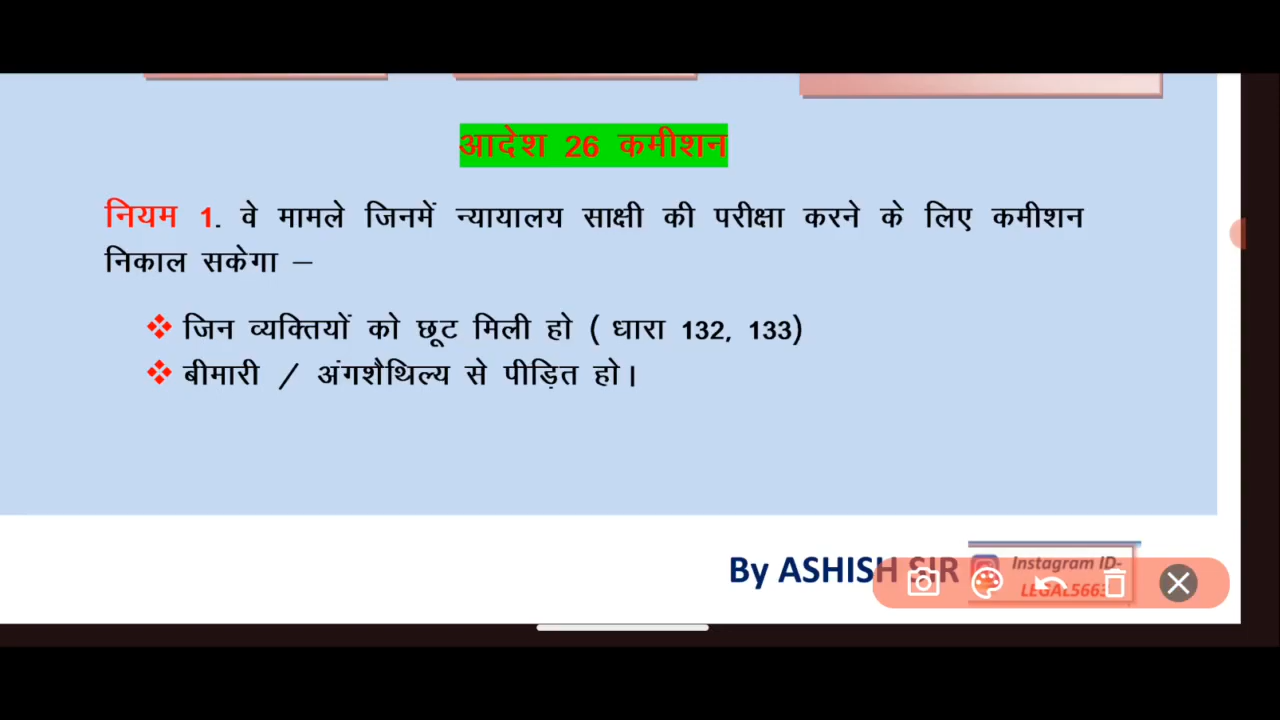 आदेश 26 कमीशन
नियम 1. वे मामले जिनमें न्यायालय साक्षी की परीक्षा करने के लिए कमीशन
निकाल सकेगा –
❖ जिन व्यक्तियों को छूट मिली हो ( धारा 132, 133)
❖ बीमारी / अंगशैथिल्य से पीड़ित हो।
By ASHISH SIR
Instagram ID-